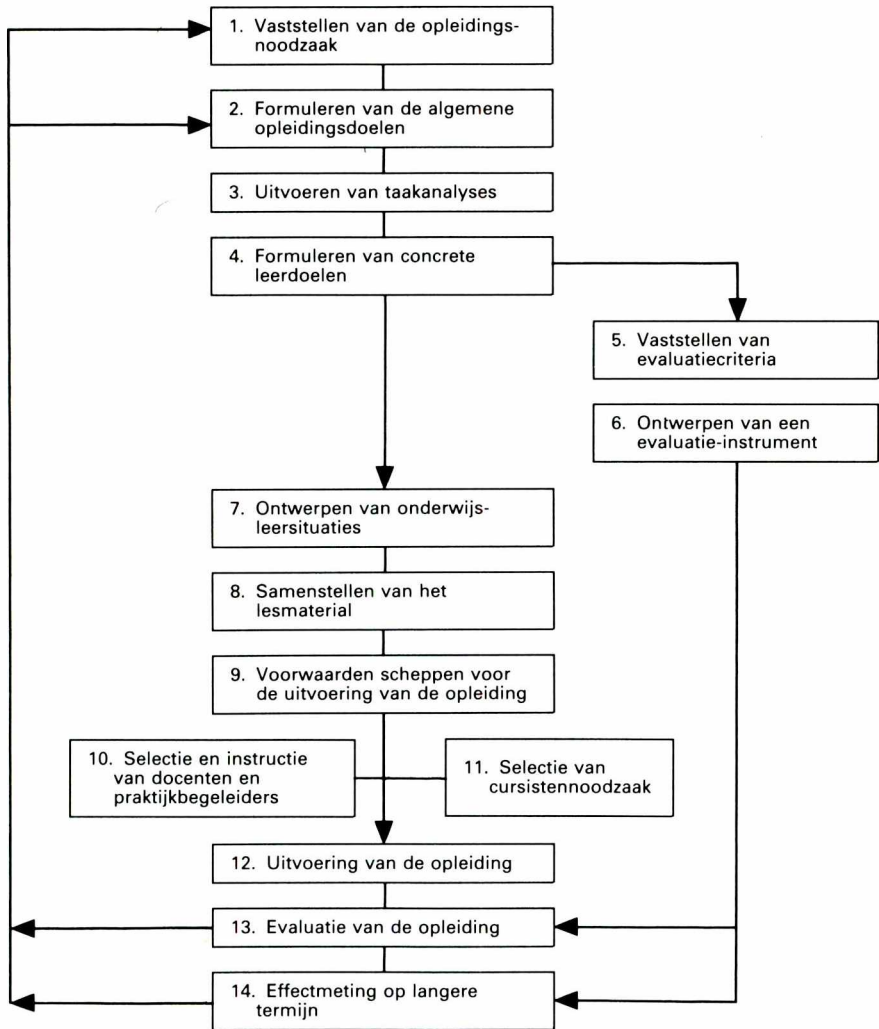 1. Vaststellen van de opleidings-
noodzaak
2. Formuleren van de algemene
opleidingsdoelen
3. Uitvoeren van taakanalyses
4. Formuleren van concrete
leerdoelen
5. Vaststellen van
evaluatiecriteria
6. Ontwerpen van een
evaluatie-instrument
7. Ontwerpen van onderwijs-
leersituaties
8. Samenstellen van het
lesmaterial
9. Voorwaarden scheppen voor
de uitvoering van de opleiding
10. Selectie en instructie
van docenten en
praktijkbegeleiders
11. Selectie van
cursistennoodzaak
12. Uitvoering van de opleiding
13. Evaluatie van de opleiding
14. Effectmeting op langere
termijn